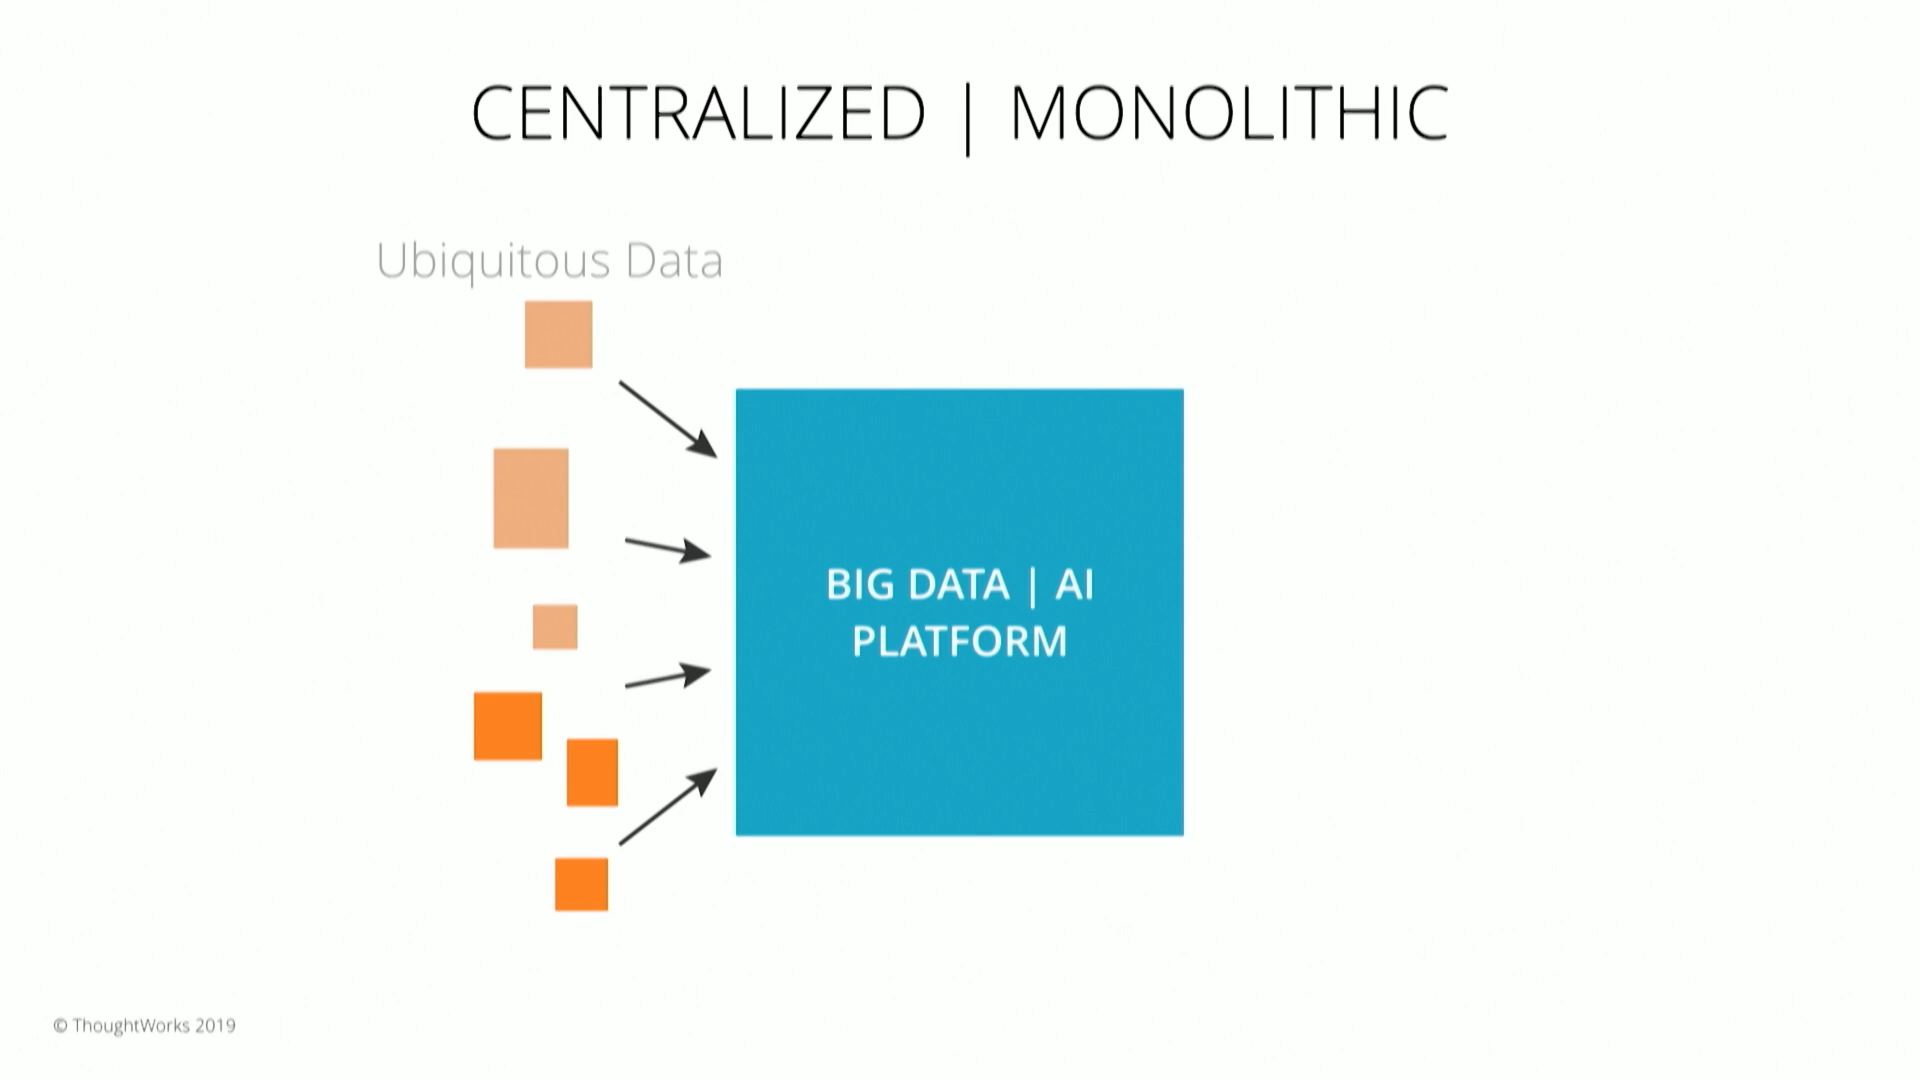 CENTRALIZED | MONOLITHIC
Ubiquitous Data
BIG DATA | AI
PLATFORM
© ThoughtWorks 2019